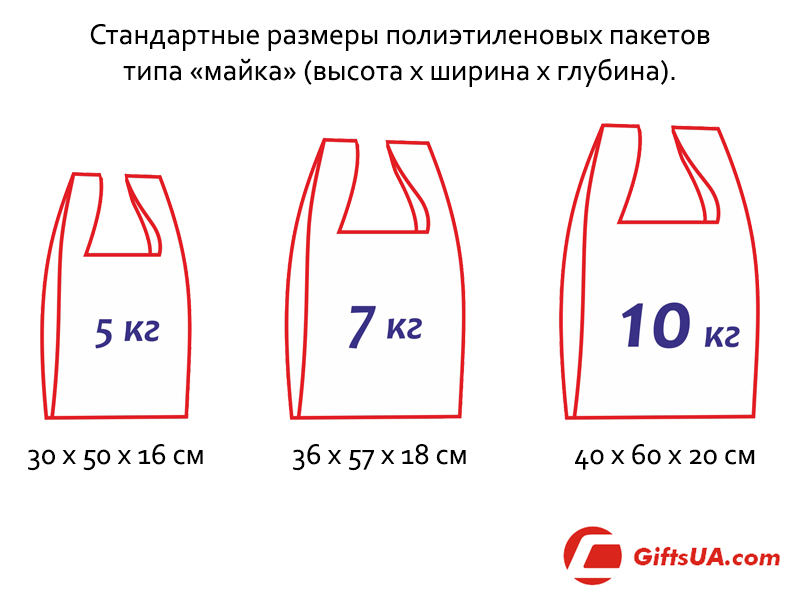 Стандартные размеры полиэтиленовых пакетов
типа «майка» (высота х ширина х глубина).
5 кг
7 кг
10 кг
30 х 50 х 16 см
36 х 57 х 18 см
40 х 60 х 20 см
GiftsUA.com